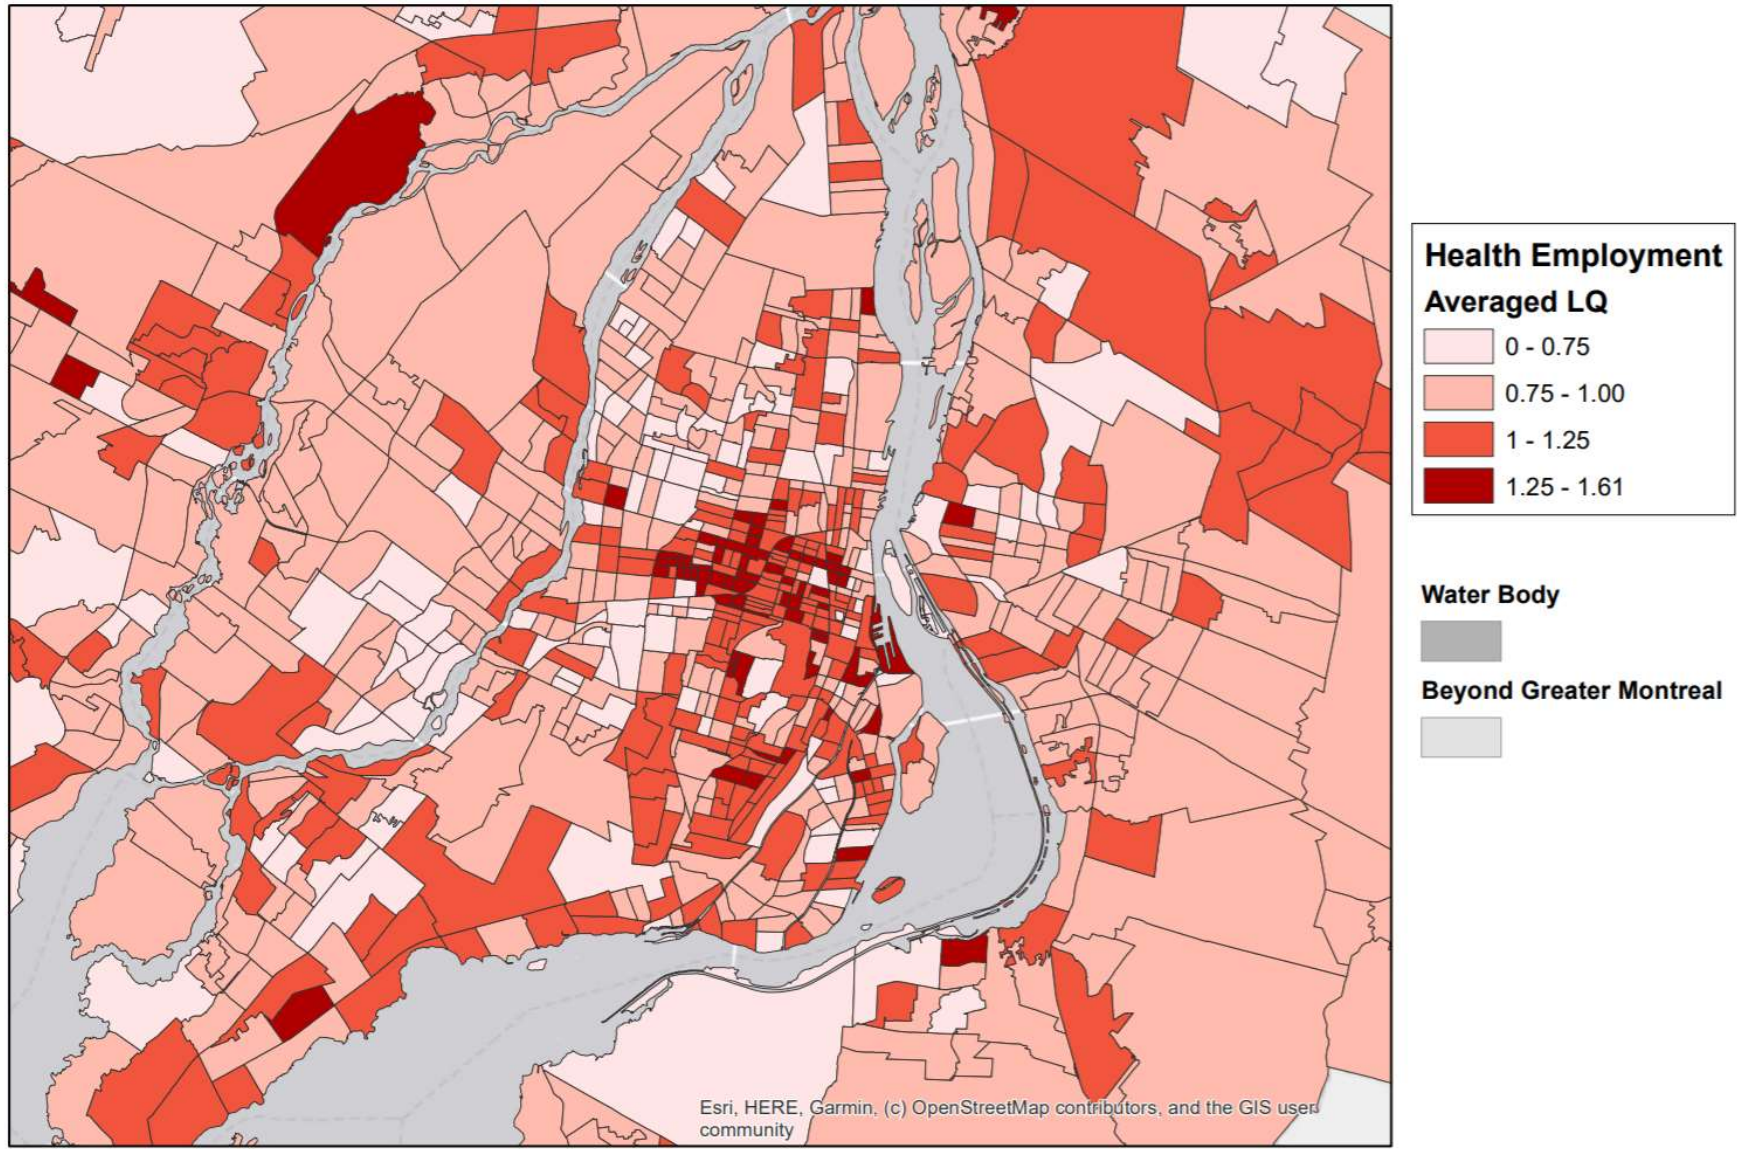 Health Employment
Averaged LQ
0 - 0.75
0.75 - 1.00
1 - 1.25
1.25 - 1.61
Water Body
Beyond Greater Montreal
Esri, HERE, Garmin, (c) OpenStreetMap contributors, and the GIS user
community